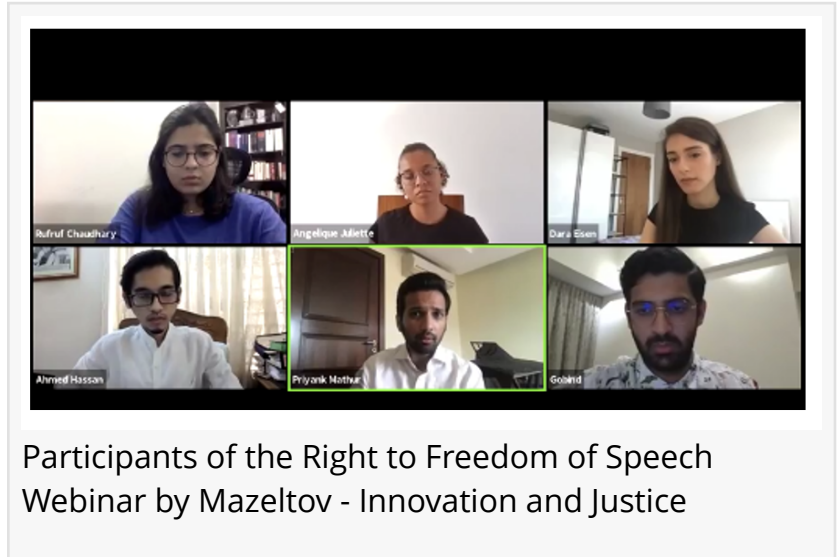 Rufruf Chaudhary
Angelique Juliette
Dara Eisen
Ahmed Hassan
Priyank Mathur
Gobind
Participants of the Right to Freedom of Speech
Webinar by Mazeltov - Innovation and Justice